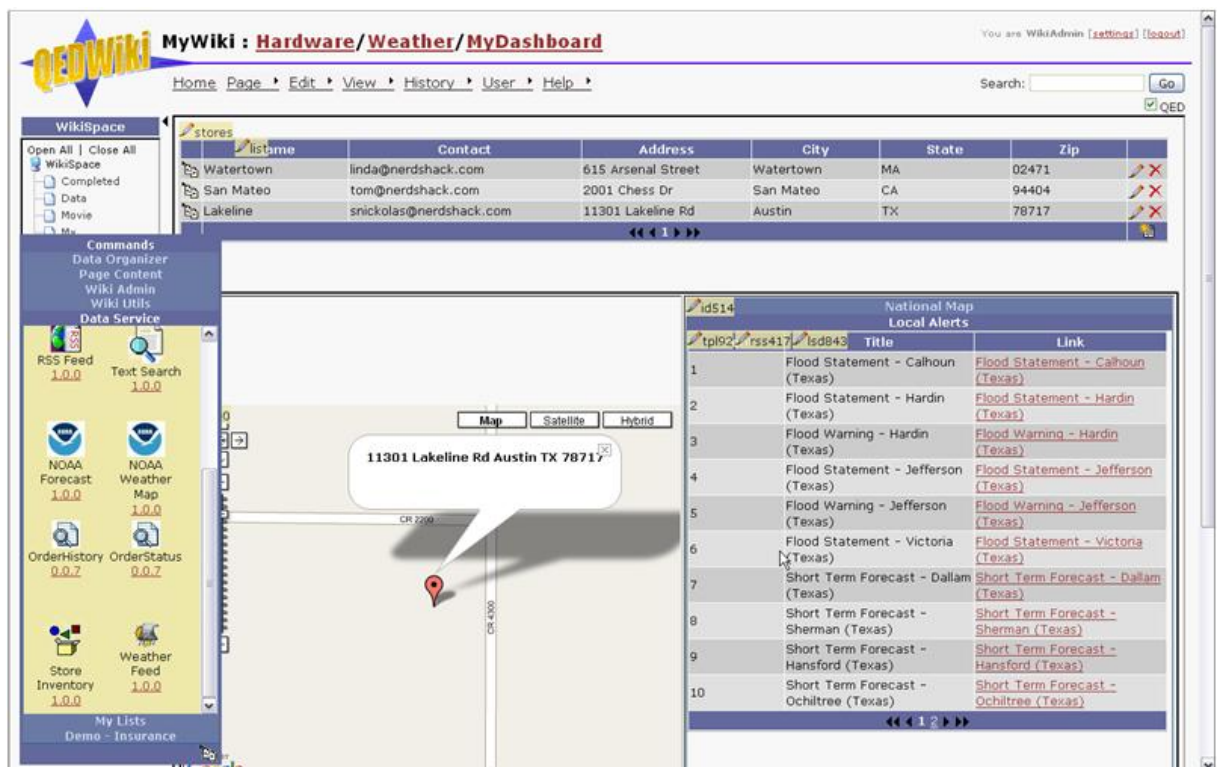 QEDWiki
MyWiki : Hardware/Weather/MyDashboard
You are WikiAdmin [settings] [logout]
Home Page Edit View History User Help
Search: Go
QED
WikiSpace
Open All | Close All
WikiSpace
Completed
Data
Movie
My
stores
list
ame Contact Address City State Zip
Watertown linda@nerdshack.com 615 Arsenal Street Watertown MA 02471
San Mateo tom@nerdshack.com 2001 Chess Dr San Mateo CA 94404
Lakeline snickolas@nerdshack.com 11301 Lakeline Rd Austin TX 78717
1
Commands
Data Organizer
Page Content
Wiki Admin
Wiki Utils
Data Service
RSS
RSS Feed
1.0.0
Text Search
1.0.0
NOAA
Forecast
1.0.0
NOAA
Weather
Map
1.0.0
OrderHistory
0.0.7
OrderStatus
0.0.7
Store
Inventory
1.0.0
Weather
Feed
1.0.0
My Lists
Demo - Insurance
Map Satellite Hybrid
11301 Lakeline Rd Austin TX 78717
CR 2200
CR 4300
id514 National Map
Local Alerts
tpl92 rss417 lsd843 Title Link
1 Flood Statement - Calhoun (Texas) Flood Statement - Calhoun (Texas)
2 Flood Statement - Hardin (Texas) Flood Statement - Hardin (Texas)
3 Flood Warning - Hardin (Texas) Flood Warning - Hardin (Texas)
4 Flood Statement - Jefferson (Texas) Flood Statement - Jefferson (Texas)
5 Flood Warning - Jefferson (Texas) Flood Warning - Jefferson (Texas)
6 Flood Statement - Victoria (Texas) Flood Statement - Victoria (Texas)
7 Short Term Forecast - Dallam (Texas) Short Term Forecast - Dallam (Texas)
8 Short Term Forecast - Sherman (Texas) Short Term Forecast - Sherman (Texas)
9 Short Term Forecast - Hansford (Texas) Short Term Forecast - Hansford (Texas)
10 Short Term Forecast - Ochiltree (Texas) Short Term Forecast - Ochiltree (Texas)
1 2